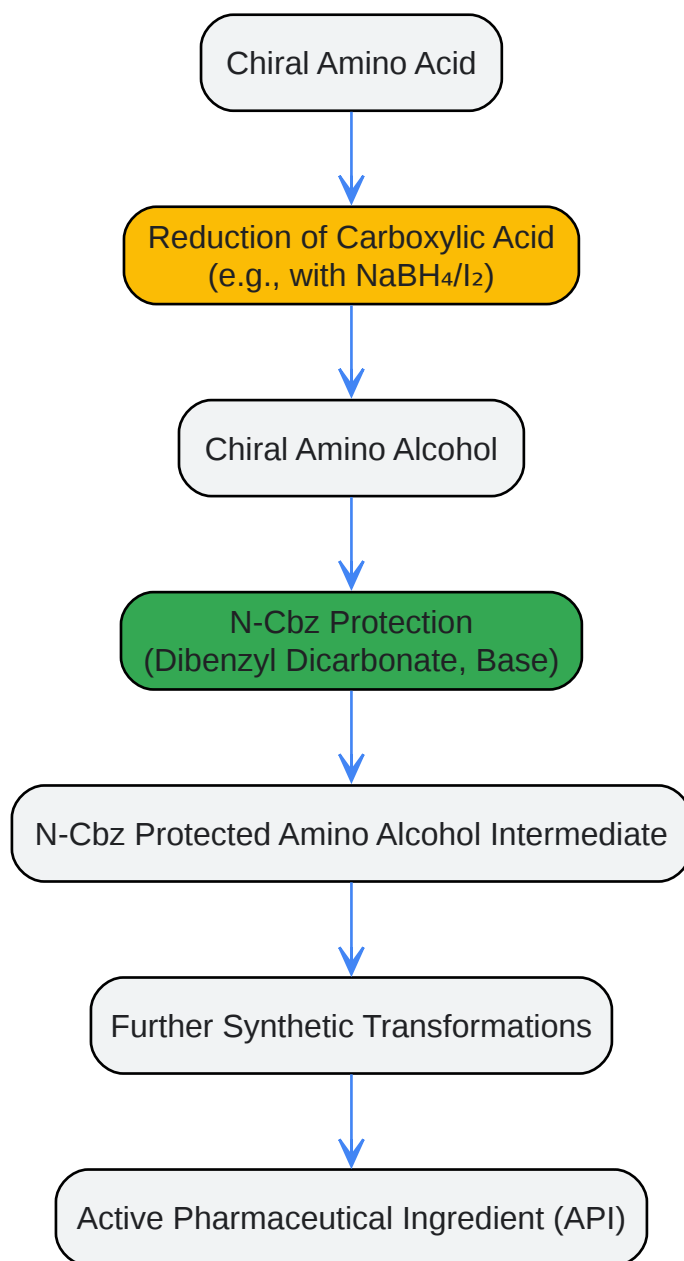 Chiral Amino Acid
Reduction of Carboxylic Acid
(e.g., with NaBH₄/I₂)
Chiral Amino Alcohol
N-Cbz Protection
(Dibenzyl Dicarbonate, Base)
N-Cbz Protected Amino Alcohol Intermediate
Further Synthetic Transformations
Active Pharmaceutical Ingredient (API)